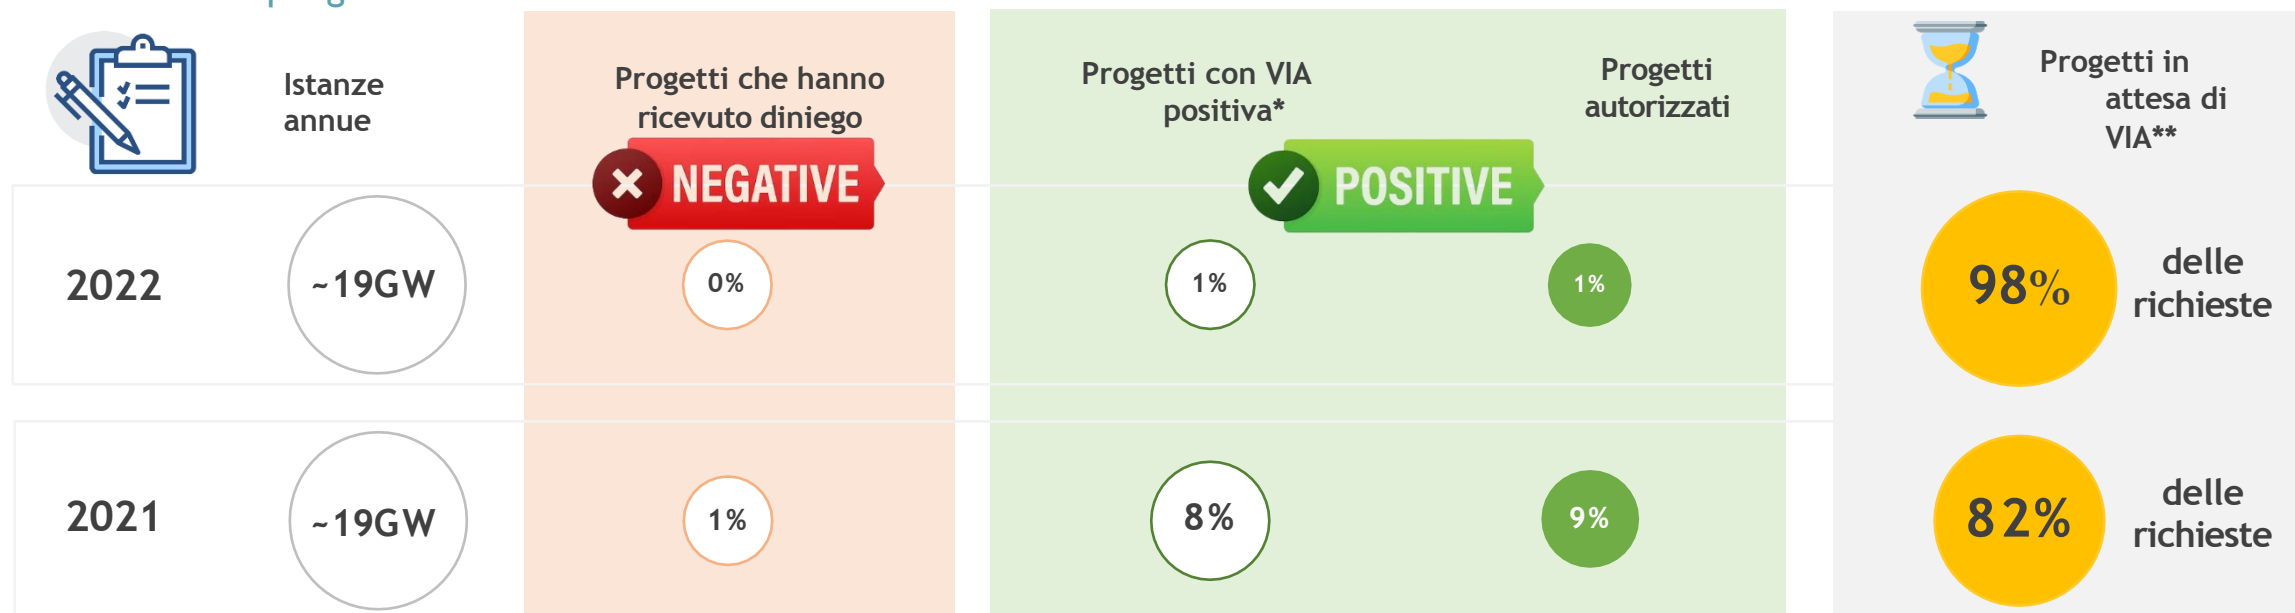 Istanze
annue
Progetti che hanno
ricevuto diniego
NEGATIVE
Progetti con VIA
positiva*
Progetti
autorizzati
POSITIVE
Progetti in
attesa di
VIA**
2022
~19GW
0%
1%
1%
98%
delle
richieste
2021
~19GW
1%
8%
9%
82%
delle
richieste